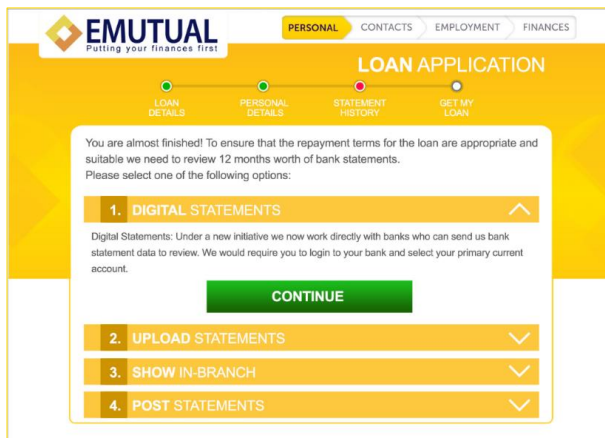 EMUTUAL
Putting your finances first
PERSONAL CONTACTS EMPLOYMENT FINANCES
LOAN APPLICATION
LOAN DETAILS
PERSONAL DETAILS
STATEMENT HISTORY
GET MY LOAN
You are almost finished! To ensure that the repayment terms for the loan are appropriate and
suitable we need to review 12 months worth of bank statements.
Please select one of the following options:
1. DIGITAL STATEMENTS
Digital Statements: Under a new initiative we now work directly with banks who can send us bank
statement data to review. We would require you to login to your bank and select your primary current
account.
CONTINUE
2. UPLOAD STATEMENTS
3. SHOW IN-BRANCH
4. POST STATEMENTS